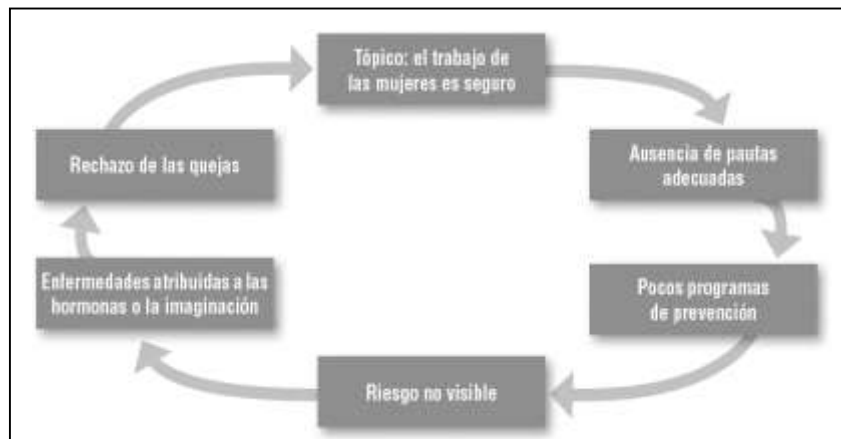 Tópico: el trabajo de
las mujeres es seguro
Ausencia de pautas
adecuadas
Pocos programas
de prevención
Riesgo no visible
Enfermedades atribuidas a las
hormonas o la imaginación
Rechazo de las quejas